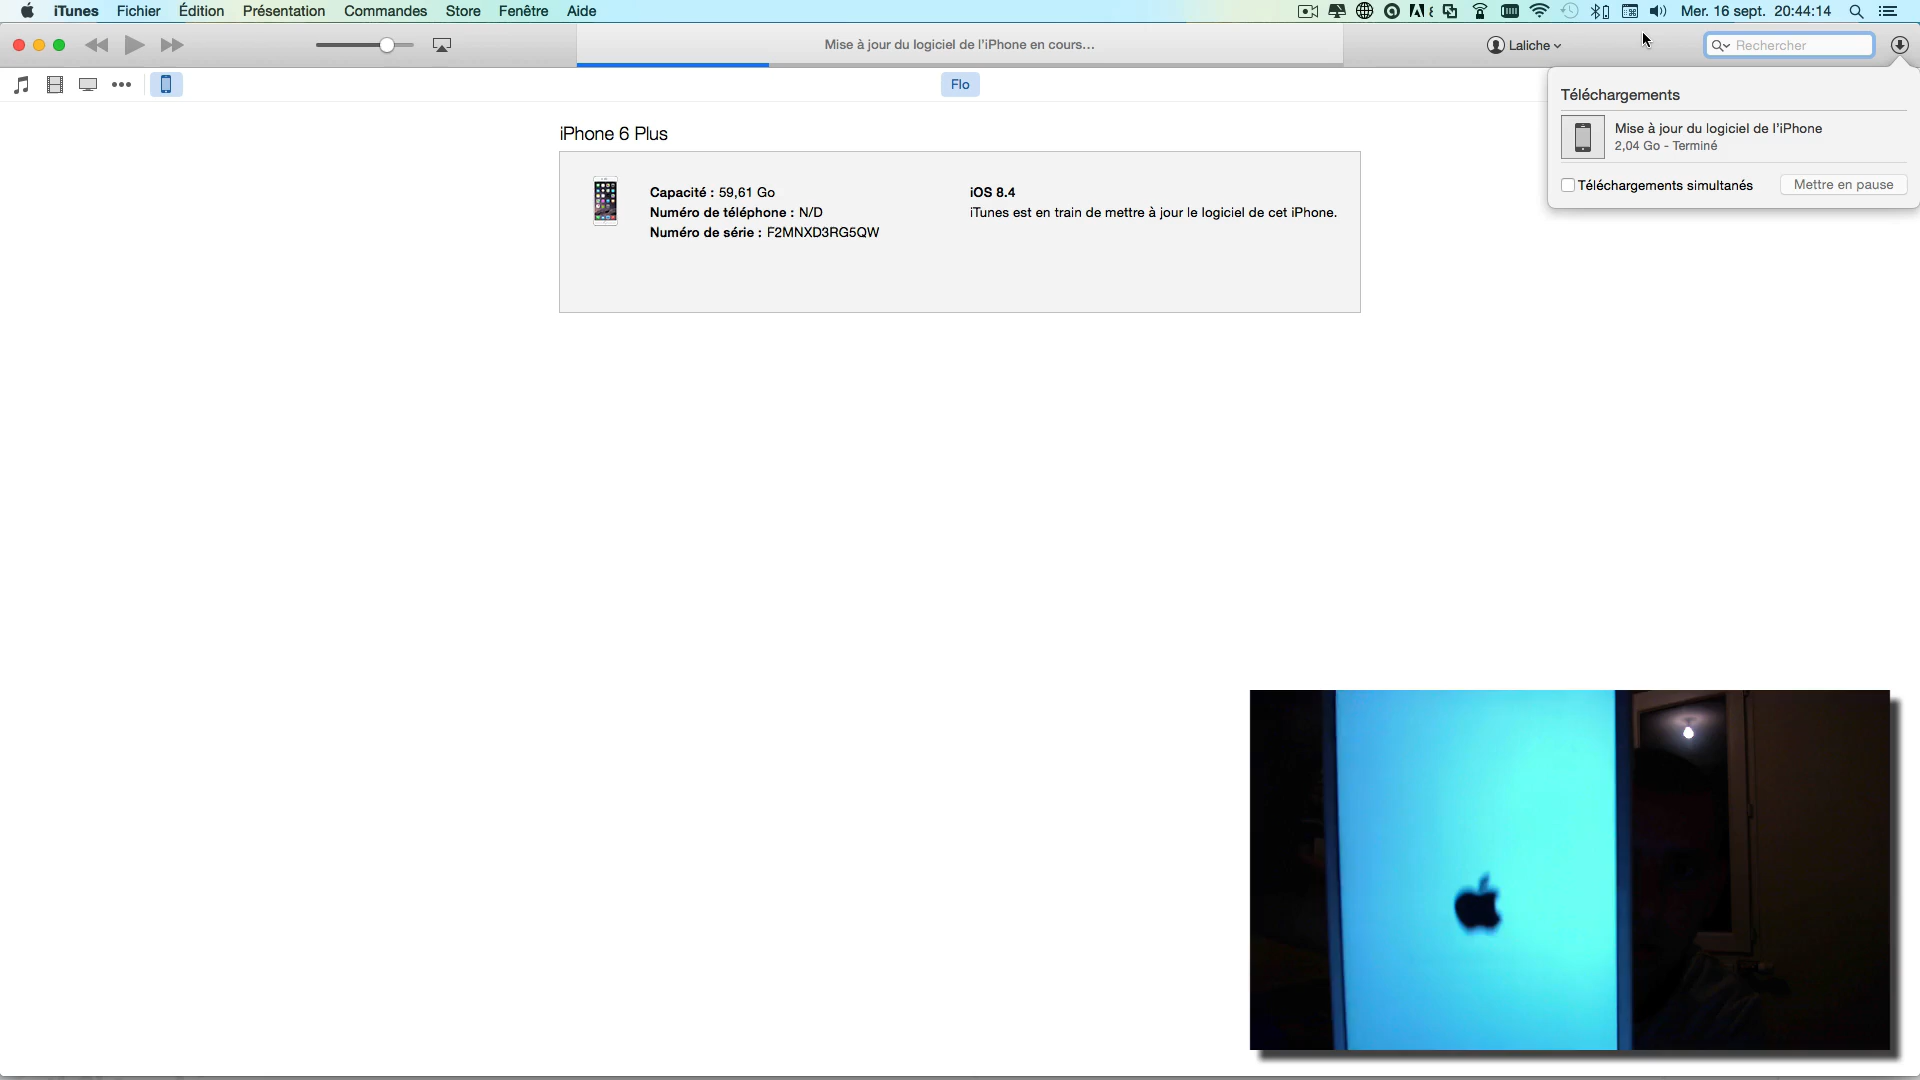 iTunes Fichier Édition Présentation Commandes Store Fenêtre Aide
Mer. 16 sept. 20:44:14
Mise à jour du logiciel de l'iPhone en cours...
Laliche
Rechercher
Flo
Téléchargements
Mise à jour du logiciel de l'iPhone
2,04 Go - Terminé
Téléchargements simultanés
Mettre en pause
iPhone 6 Plus
Capacité : 59,61 Go
Numéro de téléphone : N/D
Numéro de série : F2MNXD3RG5QW
iOS 8.4
iTunes est en train de mettre à jour le logiciel de cet iPhone.